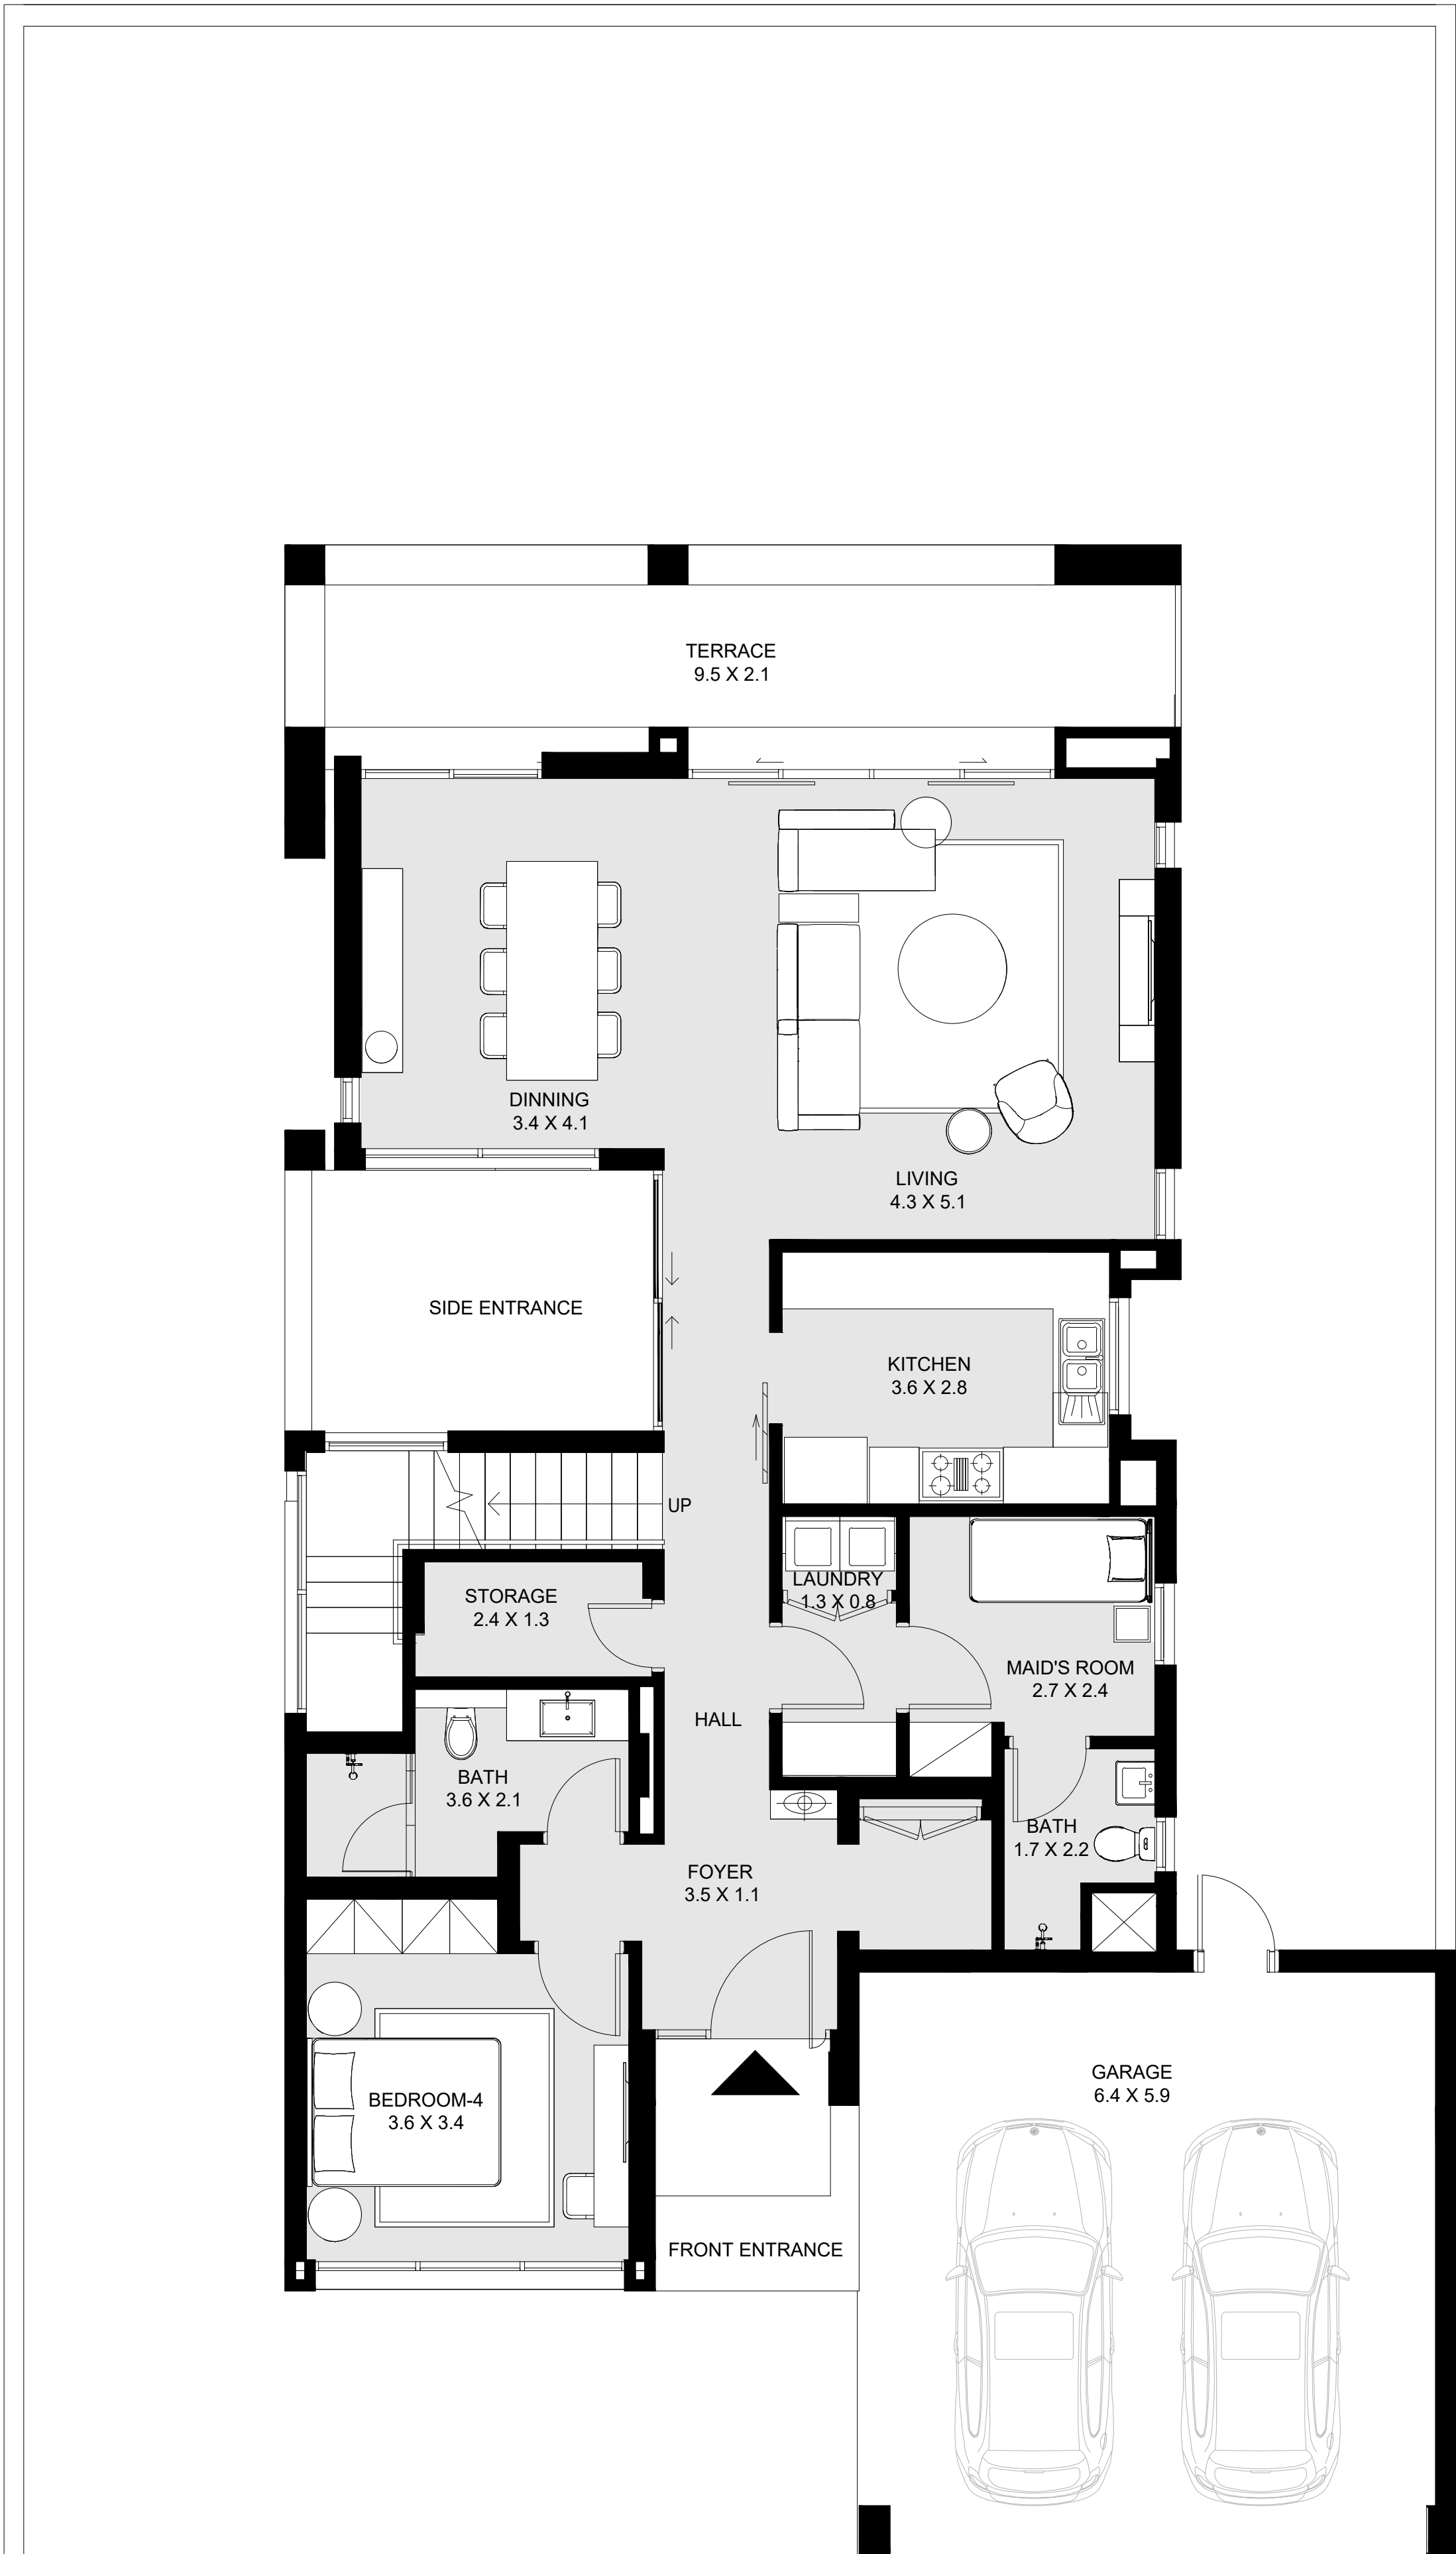 TERRACE
9.5 X 2.1
DINNING
3.4 X 4.1
LIVING
4.3 X 5.1
SIDE ENTRANCE
KITCHEN
3.6 X 2.8
UP
LAUNDRY
1.3 X 0.8
STORAGE
2.4 X 1.3
MAID'S ROOM
2.7 X 2.4
HALL
BATH
3.6 X 2.1
BATH
1.7 X 2.2
FOYER
3.5 X 1.1
GARAGE
6.4 X 5.9
BEDROOM-4
3.6 X 3.4
FRONT ENTRANCE